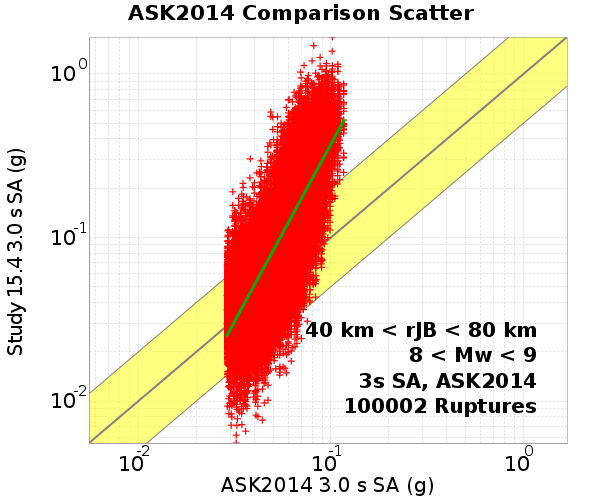 ASK2014 Comparison Scatter
Study 15.4 3.0 s SA (g)
10⁰
10⁻¹
10⁻²
40 km < rJB < 80 km
8 < Mw < 9
3s SA, ASK2014
100002 Ruptures
10⁻² 10⁻¹ 10⁰
ASK2014 3.0 s SA (g)